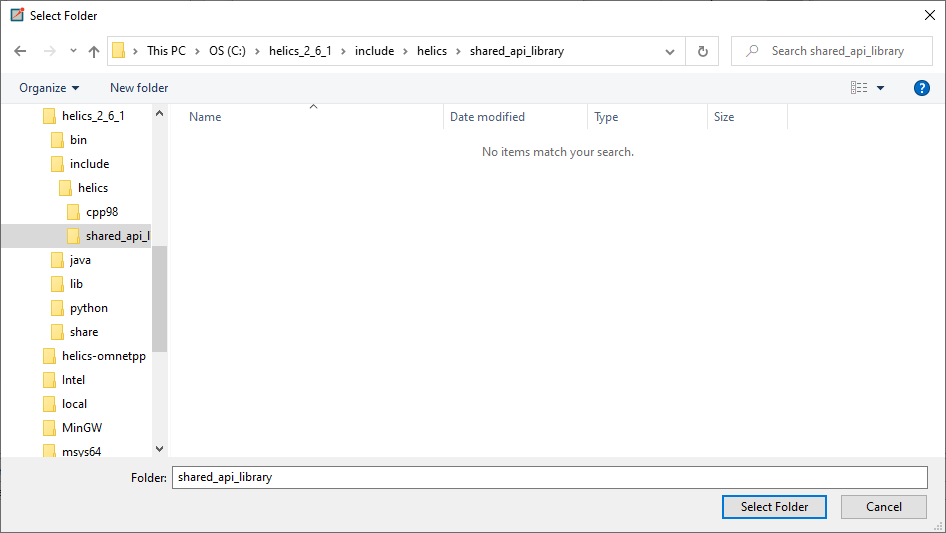 Select Folder
This PC > OS (C:) > helics_2_6_1 > include > helics > shared_api_library
Search shared_api_library
Organize
New folder
?
helics_2_6_1
bin
include
helics
cpp98
shared_api_l
java
lib
python
share
helics-omnetpp
Intel
local
MinGW
msys64
Name
Date modified
Type
Size
No items match your search.
Folder:
shared_api_library
Select Folder
Cancel